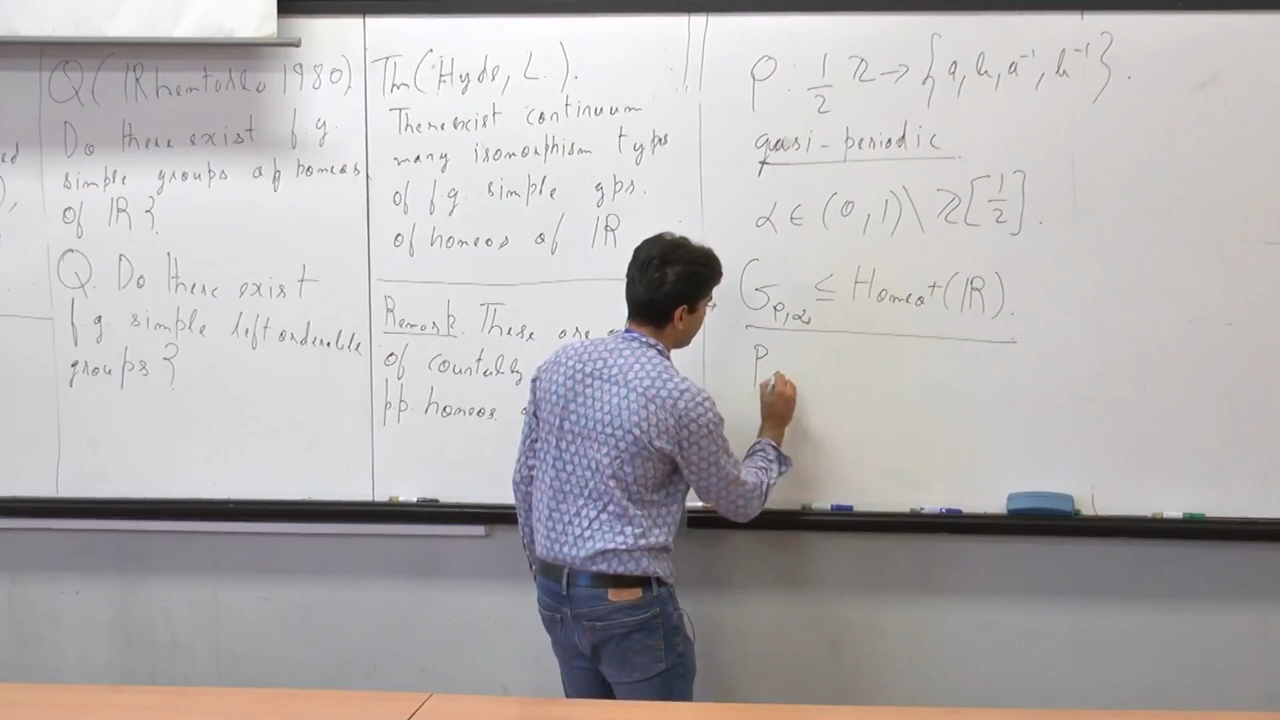 ed
),
Q (Rhemtulla 1980)
Do there exist f.g.
simple groups of homeos
of ℝ?
Q. Do there exist
f.g. simple left orderable
groups?
Thm (Hyde, L.).
There exist continuum
many isomorphism types
of f.g. simple gps.
of homeos of ℝ
Remark. These are
of countably
p.p. homeos.
ρ: 1/2 ℤ → {a, b, a⁻¹, b⁻¹}.
quasi-periodic
α ∈ (0,1) \ ℤ[1/2].
G_ρ,α ≤ Homeo⁺(ℝ).
P